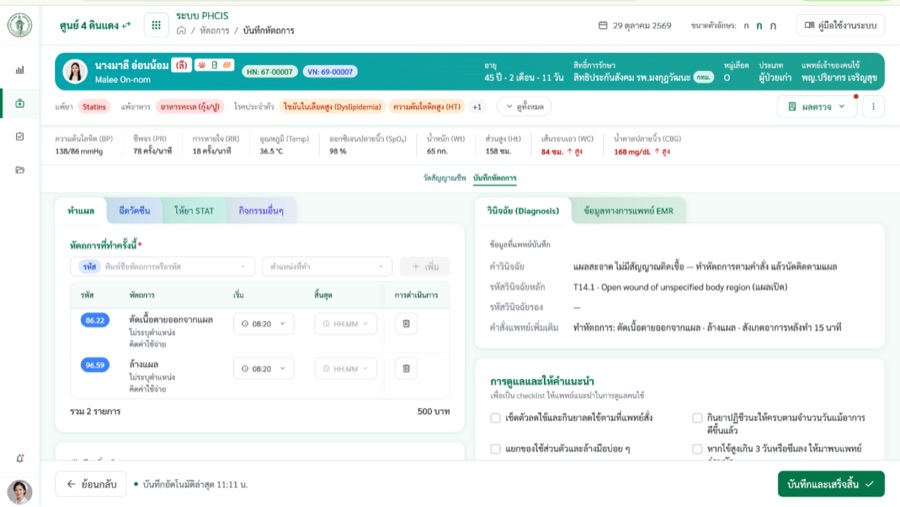 ศูนย์ 4 ดินแดง
ระบบ PHCIS
หัตถการ / บันทึกหัตถการ
29 ตุลาคม 2569
ขนาดตัวอักษร: ก ก ก
คู่มือใช้งานระบบ
นางมาลี อ่อนน้อม
Malee On-nom
HN: 67-00007
VN: 69-00007
อายุ
45 ปี - 2 เดือน - 11 วัน
สิทธิ์การรักษา
สิทธิประกันสังคม รพ.มงกุฎวัฒนะ
กทม.
หมู่เลือด
O
ประเภท
ผู้ป่วยเก่า
แพทย์เจ้าของคนไข้
พญ.ปริยากร เจริญสุข
แพ้ยา Statins
แพ้อาหาร อาหารทะเล (กุ้ง/ปู)
โรคประจำตัว ไขมันในเลือดสูง (Dyslipidemia) ความดันโลหิตสูง (HT) +1
ดูทั้งหมด
ผลตรวจ
ความดันโลหิต (BP)
138/86 mmHg
ชีพจร (PR)
78 ครั้ง/นาที
การหายใจ (RR)
18 ครั้ง/นาที
อุณหภูมิ (Temp)
36.5 °C
ออกซิเจนปลายนิ้ว (SpO₂)
98 %
น้ำหนัก (Wt)
65 กก.
ส่วนสูง (Ht)
158 ซม.
เส้นรอบเอว (WC)
84 ซม. ↑ สูง
น้ำตาลปลายนิ้ว (CBG)
168 mg/dL ↑ สูง
วัดสัญญาณชีพ บันทึกหัตถการ
ทำแผล ฉีดวัคซีน ให้ยา STAT กิจกรรมอื่นๆ
หัตถการที่ทำครั้งนี้ *
รหัส พิมพ์ชื่อหัตถการหรือรหัส
ตำแหน่งที่ทำ
+ เพิ่ม
รหัส หัตถการ เริ่ม สิ้นสุด การดำเนินการ
86.22 ตัดเนื้อตายออกจากแผล 08:20 HH:MM
ไม่ระบุตำแหน่ง
คิดค่าใช้จ่าย
96.59 ล้างแผล 08:20 HH:MM
ไม่ระบุตำแหน่ง
คิดค่าใช้จ่าย
รวม 2 รายการ 500 บาท
วินิจฉัย (Diagnosis) ข้อมูลทางการแพทย์ EMR
ข้อมูลที่แพทย์บันทึก
คำวินิจฉัย แผลสะอาด ไม่มีสัญญาณติดเชื้อ — ทำหัตถการตามคำสั่ง แล้วนัดติดตามแผล
รหัสวินิจฉัยหลัก T14.1 · Open wound of unspecified body region (แผลเปิด)
รหัสวินิจฉัยรอง —
คำสั่งแพทย์เพิ่มเติม ทำหัตถการ: ตัดเนื้อตายออกจากแผล · ล้างแผล · สังเกตอาการหลังทำ 15 นาที
การดูแลและให้คำแนะนำ
เพื่อเป็น checklist ให้แพทย์แนะนำในการดูแลคนไข้
เช็ดตัวลดไข้และกินยาลดไข้ตามที่แพทย์สั่ง
กินยาปฏิชีวนะให้ครบตามจำนวนวันแม้อาการดีขึ้นแล้ว
แยกของใช้ส่วนตัวและล้างมือบ่อย ๆ
หากไข้สูงเกิน 3 วันหรือซึมลง ให้มาพบแพทย์
← ย้อนกลับ
บันทึกอัตโนมัติล่าสุด 11:11 น.
บันทึกและเสร็จสิ้น